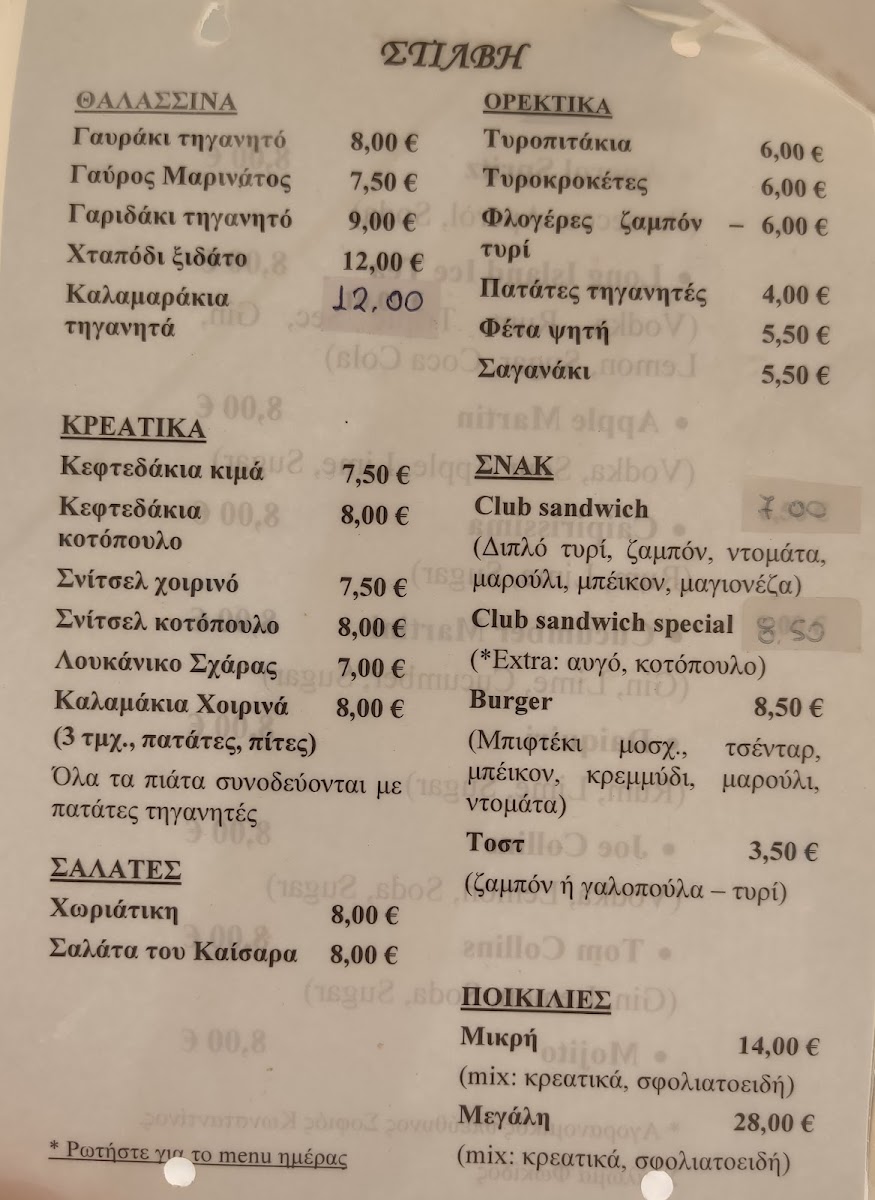 ΣΤΙΛΒΗ
ΘΑΛΑΣΣΙΝΑ
Γαυράκι τηγανητό 8,00 €
Γαύρος Μαρινάτος 7,50 €
Γαριδάκι τηγανητό 9,00 €
Χταπόδι ξιδάτο 12,00 €
Καλαμαράκια 12,00
τηγανητά
ΚΡΕΑΤΙΚΑ
Κεφτεδάκια κιμά 7,50 €
Κεφτεδάκια 8,00 €
κοτόπουλο
Σνίτσελ χοιρινό 7,50 €
Σνίτσελ κοτόπουλο 8,00 €
Λουκάνικο Σχάρας 7,00 €
Καλαμάκια Χοιρινά 8,00 €
(3 τμχ., πατάτες, πίτες)
Όλα τα πιάτα συνοδεύονται με
πατάτες τηγανητές
ΣΑΛΑΤΕΣ
Χωριάτικη 8,00 €
Σαλάτα του Καίσαρα 8,00 €
* Ρωτήστε για το menu ημέρας
ΟΡΕΚΤΙΚΑ
Τυροπιτάκια 6,00 €
Τυροκροκέτες 6,00 €
Φλογέρες ζαμπόν – 6,00 €
τυρί
Πατάτες τηγανητές 4,00 €
Φέτα ψητή 5,50 €
Σαγανάκι 5,50 €
ΣΝΑΚ
Club sandwich 7.00
(Διπλό τυρί, ζαμπόν, ντομάτα,
μαρούλι, μπέικον, μαγιονέζα)
Club sandwich special 8.50
(*Extra: αυγό, κοτόπουλο)
Burger 8,50 €
(Μπιφτέκι μοσχ., τσένταρ,
μπέικον, κρεμμύδι, μαρούλι,
ντομάτα)
Τοστ 3,50 €
(ζαμπόν ή γαλοπούλα – τυρί)
ΠΟΙΚΙΛΙΕΣ
Μικρή 14,00 €
(mix: κρεατικά, σφολιατοειδή)
Μεγάλη 28,00 €
(mix: κρεατικά, σφολιατοειδή)